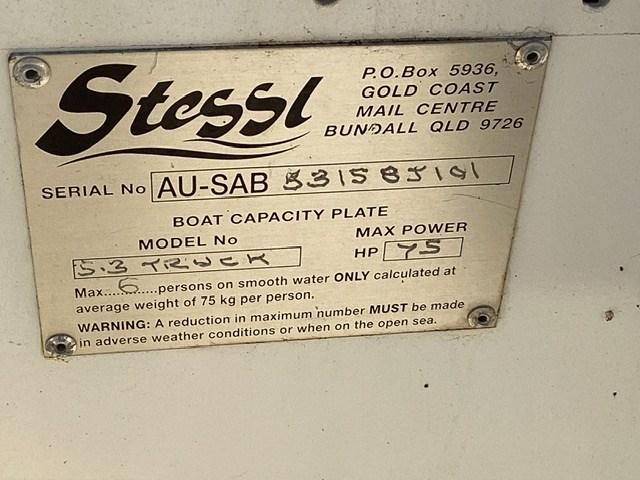 Stessl
P.O.Box 5936,
GOLD COAST
MAIL CENTRE
BUNDALL QLD 9726
SERIAL No AU-SAB
BOAT CAPACITY PLATE
MODEL No
5.3 TRUCK
MAX POWER
HP 75
Max.......6......persons on smooth water ONLY calculated at
average weight of 75 kg per person.
WARNING: A reduction in maximum number MUST be made
in adverse weather conditions or when on the open sea.